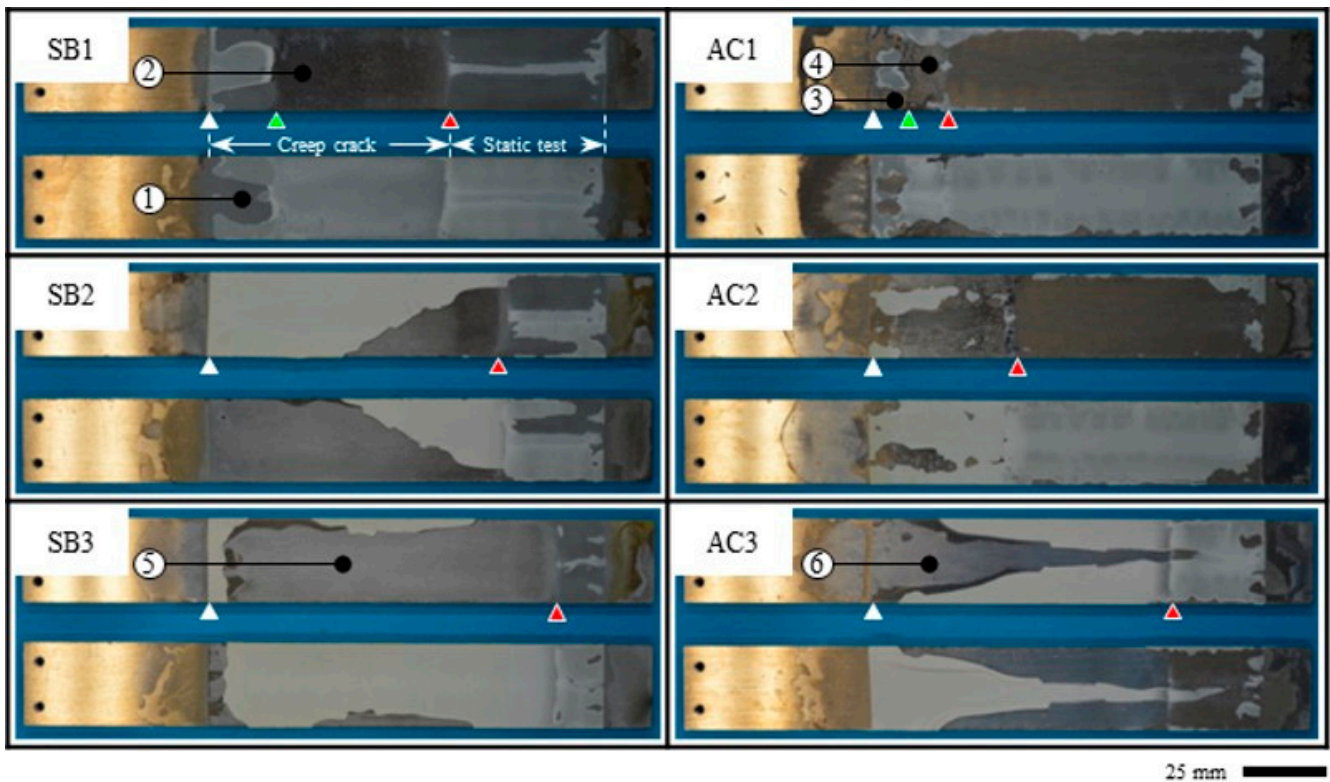 SB1
AC1
②
④
③
Creep crack
Static test
①
SB2
AC2
SB3
AC3
⑤
⑥
25 mm